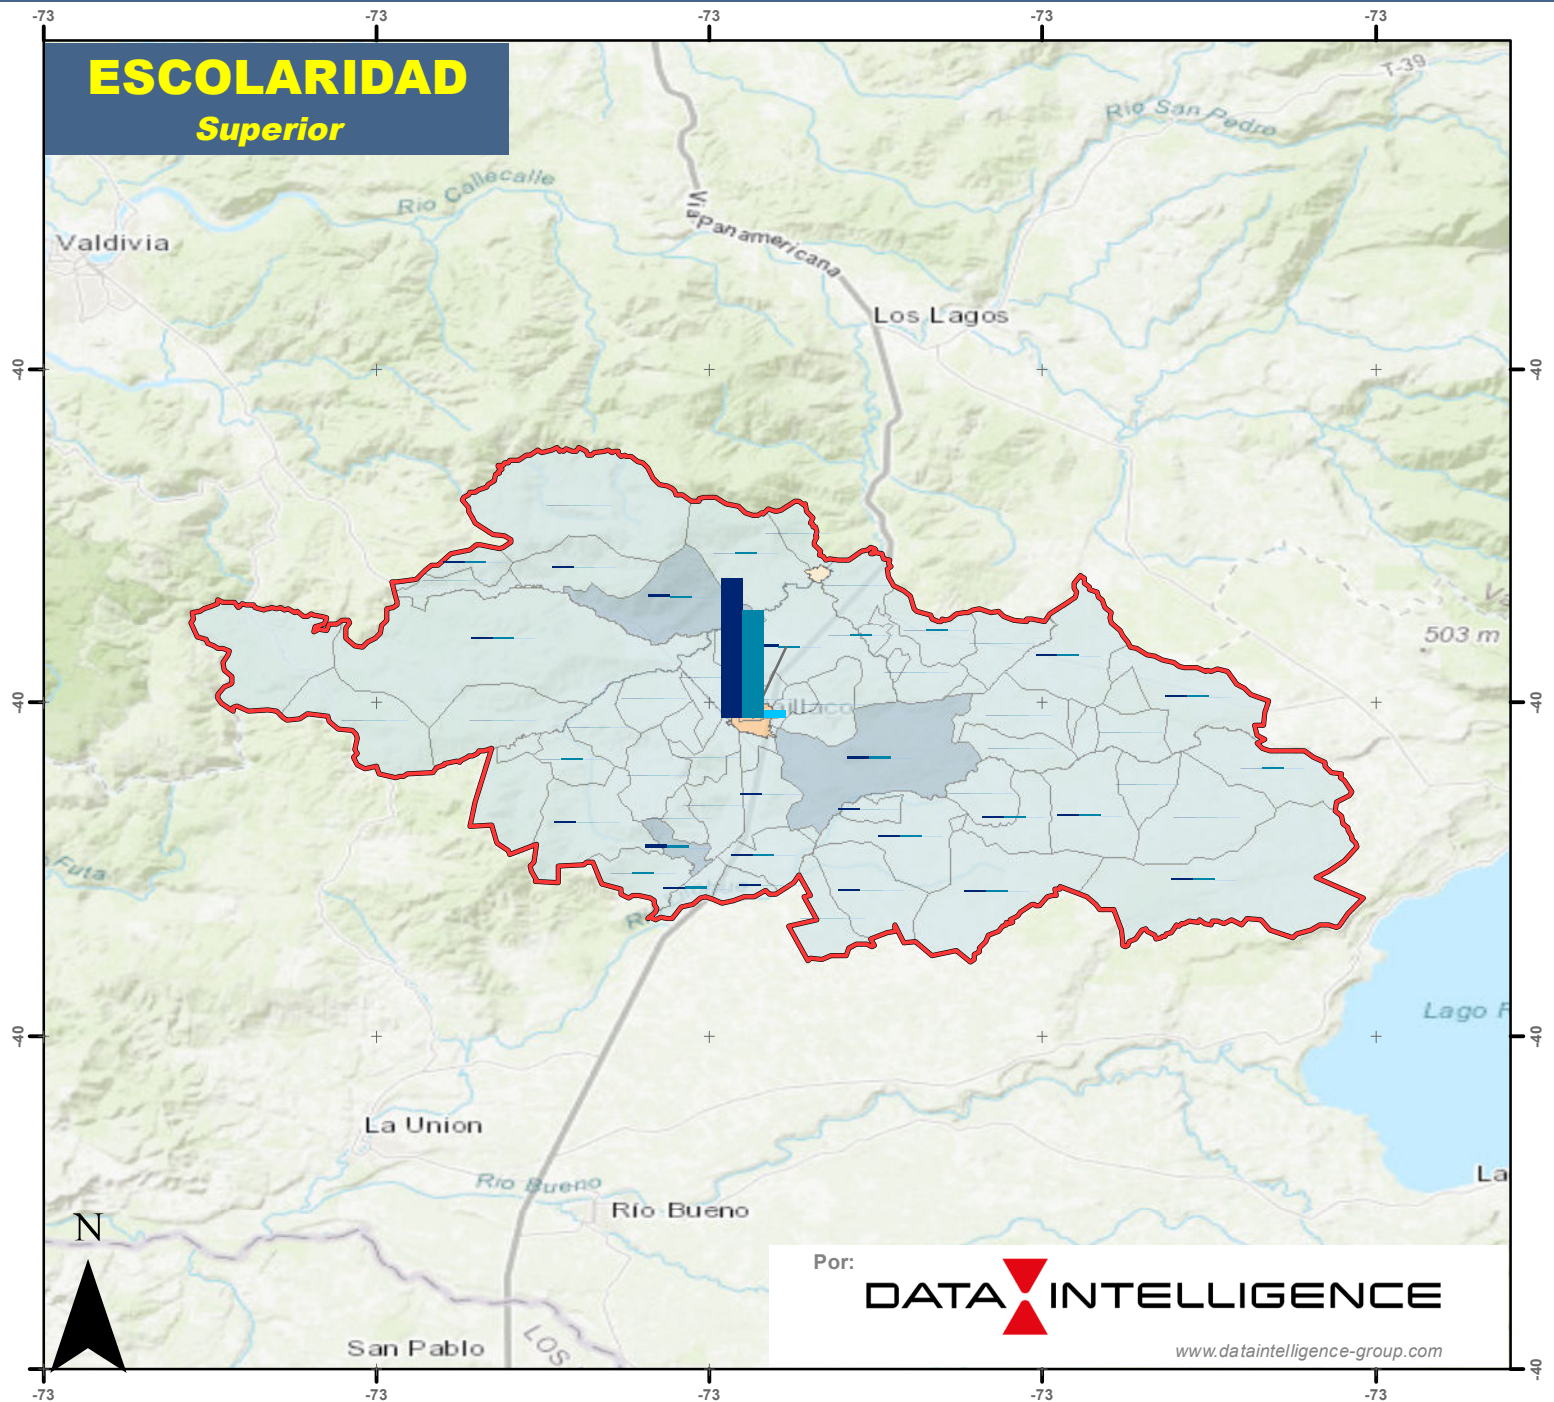 -73 -73 -73 -73 -73
ESCOLARIDAD
Superior
T-39
Rio San Pedro
Rio Callecalle
Via Panamericana
Valdivia
Los Lagos
-40 -40
503 m
-40 -40
Futa
Lago
-40 -40
La Union
Rio Bueno
Río Bueno
La
N
Por:
DATA INTELLIGENCE
www.dataintelligence-group.com
San Pablo
LOS
-40
-73 -73 -73 -73 -73